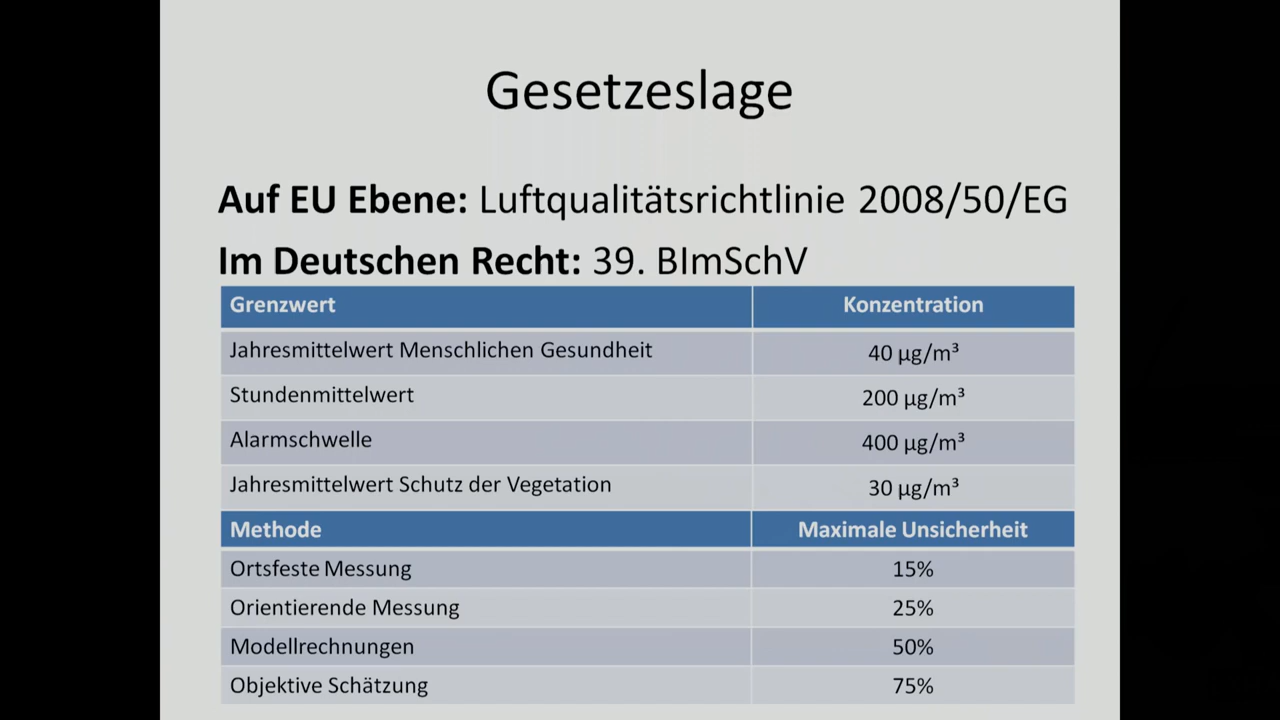 Gesetzeslage
Auf EU Ebene: Luftqualitätsrichtlinie 2008/50/EG
Im Deutschen Recht: 39. BImSchV
Grenzwert Konzentration
Jahresmittelwert Menschlichen Gesundheit 40 µg/m³
Stundenmittelwert 200 µg/m³
Alarmschwelle 400 µg/m³
Jahresmittelwert Schutz der Vegetation 30 µg/m³
Methode Maximale Unsicherheit
Ortsfeste Messung 15%
Orientierende Messung 25%
Modellrechnungen 50%
Objektive Schätzung 75%